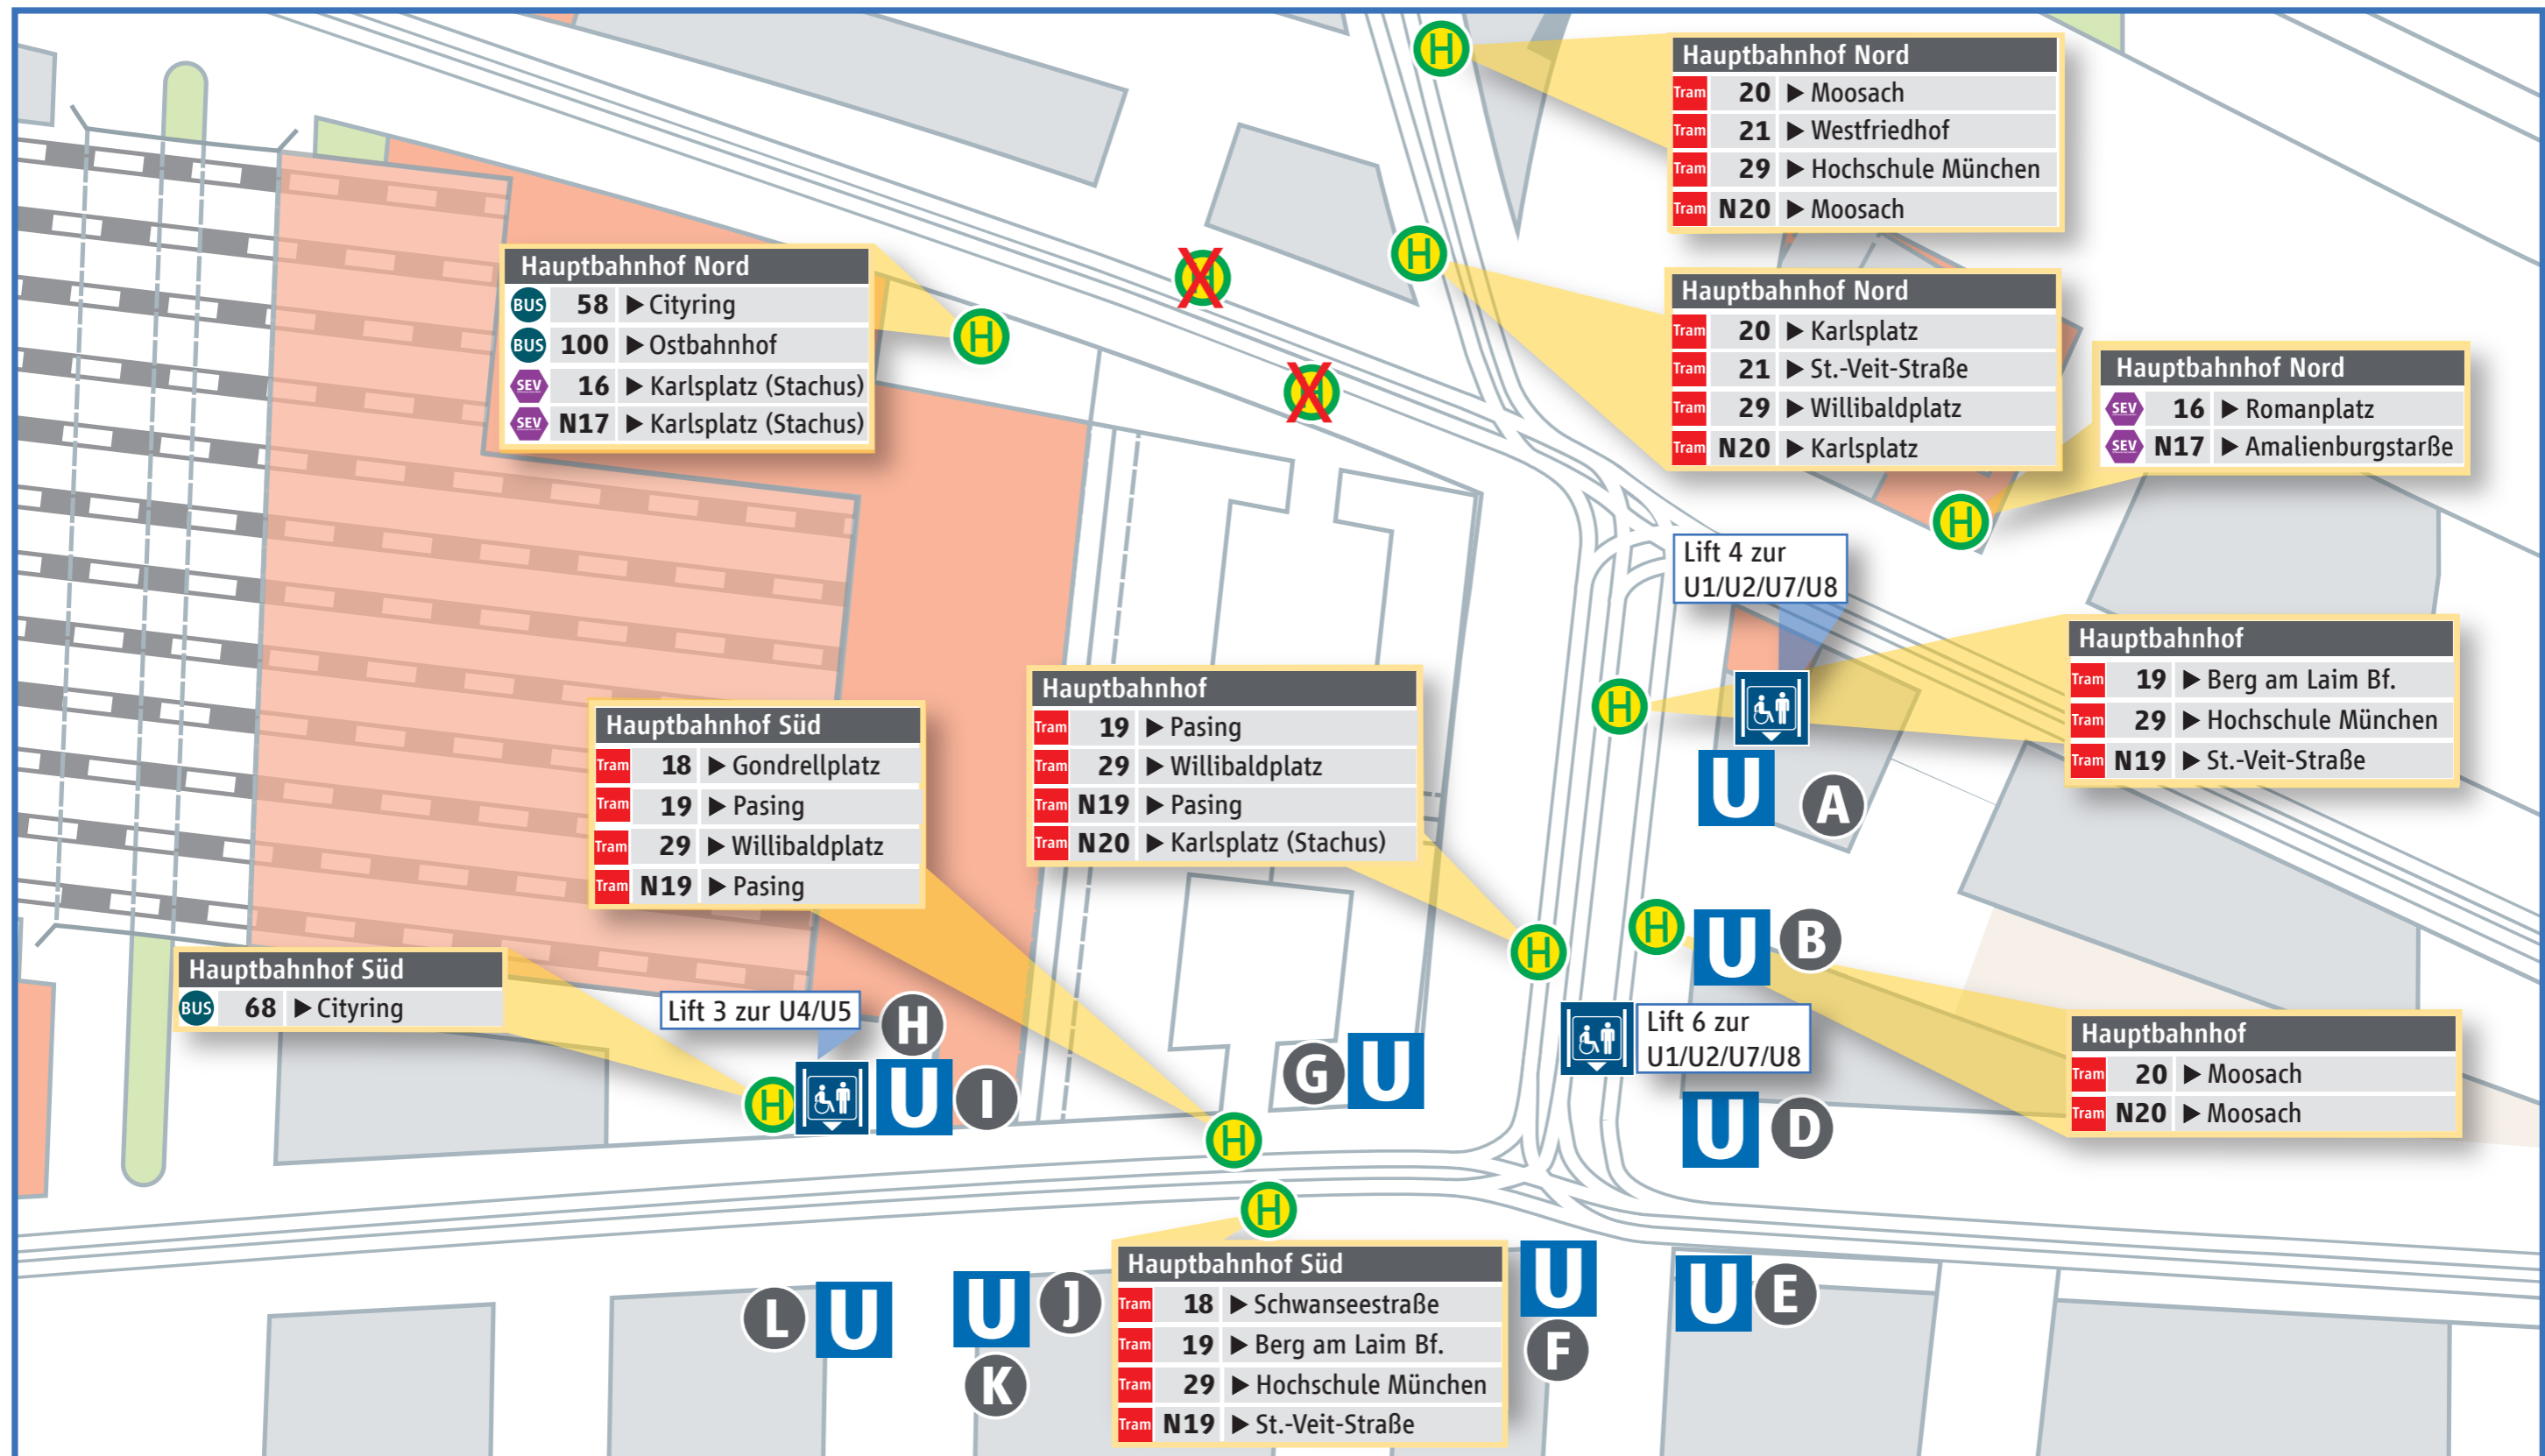 H
Hauptbahnhof Nord
Tram 20 ▶ Moosach
Tram 21 ▶ Westfriedhof
Tram 29 ▶ Hochschule München
Tram N20 ▶ Moosach
Hauptbahnhof Nord
BUS 58 ▶ Cityring
BUS 100 ▶ Ostbahnhof
SEV 16 ▶ Karlsplatz (Stachus)
SEV N17 ▶ Karlsplatz (Stachus)
H
H
H
H
Hauptbahnhof Nord
Tram 20 ▶ Karlsplatz
Tram 21 ▶ St.-Veit-Straße
Tram 29 ▶ Willibaldplatz
Tram N20 ▶ Karlsplatz
Hauptbahnhof Nord
SEV 16 ▶ Romanplatz
SEV N17 ▶ Amalienburgstarße
H
Lift 4 zur
U1/U2/U7/U8
Hauptbahnhof
Tram 19 ▶ Berg am Laim Bf.
Tram 29 ▶ Hochschule München
Tram N19 ▶ St.-Veit-Straße
H
U A
Hauptbahnhof Süd
Tram 18 ▶ Gondrellplatz
Tram 19 ▶ Pasing
Tram 29 ▶ Willibaldplatz
Tram N19 ▶ Pasing
Hauptbahnhof
Tram 19 ▶ Pasing
Tram 29 ▶ Willibaldplatz
Tram N19 ▶ Pasing
Tram N20 ▶ Karlsplatz (Stachus)
H
H U B
Hauptbahnhof Süd
BUS 68 ▶ Cityring
Lift 3 zur U4/U5
H
H U I
G U
Lift 6 zur
U1/U2/U7/U8
Hauptbahnhof
Tram 20 ▶ Moosach
Tram N20 ▶ Moosach
U D
H
H
L U
U J
K
Hauptbahnhof Süd
Tram 18 ▶ Schwanseestraße
Tram 19 ▶ Berg am Laim Bf.
Tram 29 ▶ Hochschule München
Tram N19 ▶ St.-Veit-Straße
U
F
U E